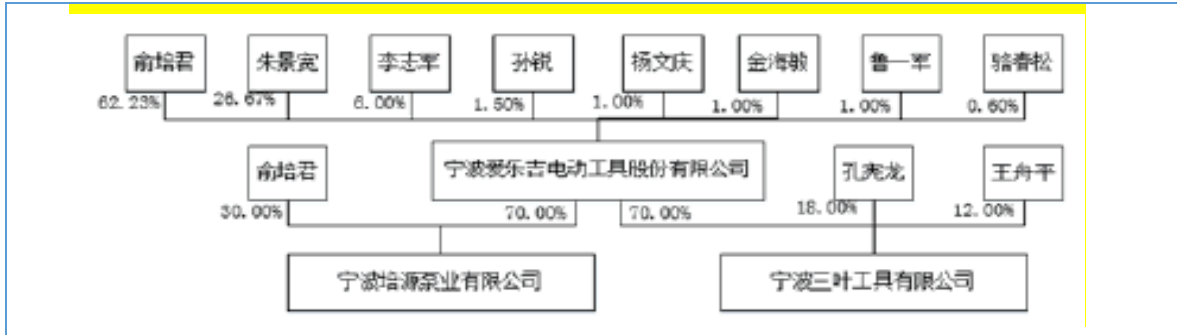 俞培君 朱景宽 李志军 孙锐 杨文庆 金海敏 鲁一军 骆春松
62.23% 26.67% 6.00% 1.50% 1.00% 1.00% 1.00% 0.60%
俞培君 宁波爱乐吉电动工具股份有限公司 孔宪龙 王舟平
30.00% 70.00% 70.00% 18.00% 12.00%
宁波培源泵业有限公司 宁波三叶工具有限公司